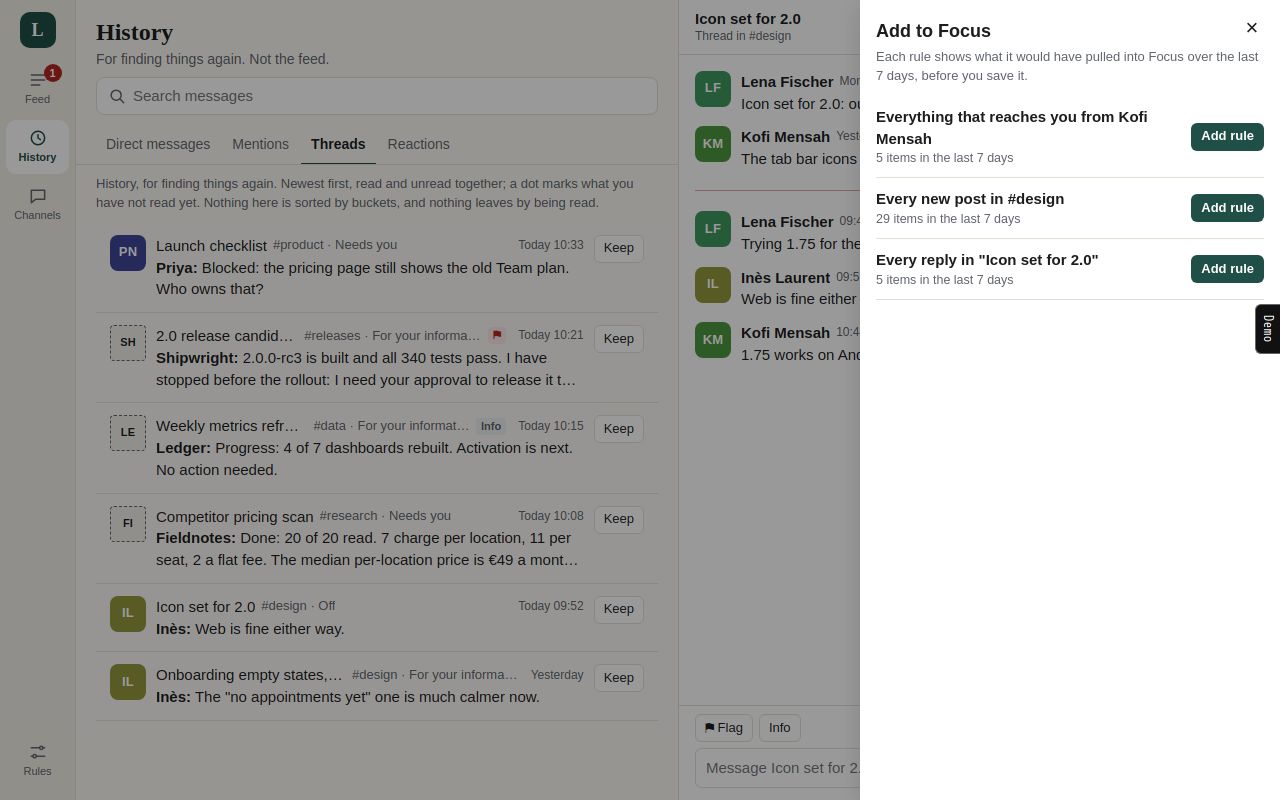 L
1
Feed
History
Channels
Rules
History
For finding things again. Not the feed.
Search messages
Direct messages
Mentions
Threads
Reactions
History, for finding things again. Newest first, read and unread together; a dot marks what you
have not read yet. Nothing here is sorted by buckets, and nothing leaves by being read.
PN
Launch checklist #product · Needs you Today 10:33 Keep
Priya: Blocked: the pricing page still shows the old Team plan.
Who owns that?
SH
2.0 release candid… #releases · For your informa… Today 10:21 Keep
Shipwright: 2.0.0-rc3 is built and all 340 tests pass. I have
stopped before the rollout: I need your approval to release it t…
LE
Weekly metrics refr… #data · For your informat… Info Today 10:15 Keep
Ledger: Progress: 4 of 7 dashboards rebuilt. Activation is next.
No action needed.
FI
Competitor pricing scan #research · Needs you Today 10:08 Keep
Fieldnotes: Done: 20 of 20 read. 7 charge per location, 11 per
seat, 2 a flat fee. The median per-location price is €49 a mont…
IL
Icon set for 2.0 #design · Off Today 09:52 Keep
Inès: Web is fine either way.
IL
Onboarding empty states,… #design · For your informa… Yesterday Keep
Inès: The "no appointments yet" one is much calmer now.
Icon set for 2.0
Thread in #design
LF
Lena Fischer Mon
Icon set for 2.0: ou
KM
Kofi Mensah Yest
The tab bar icons
LF
Lena Fischer 09:4
Trying 1.75 for the
IL
Inès Laurent 09:5
Web is fine either
KM
Kofi Mensah 10:4
1.75 works on And
Flag
Info
Message Icon set for 2.
Add to Focus
Each rule shows what it would have pulled into Focus over the last
7 days, before you save it.
Everything that reaches you from Kofi
Mensah
5 items in the last 7 days
Add rule
Every new post in #design
29 items in the last 7 days
Add rule
Every reply in "Icon set for 2.0"
5 items in the last 7 days
Add rule
Demo